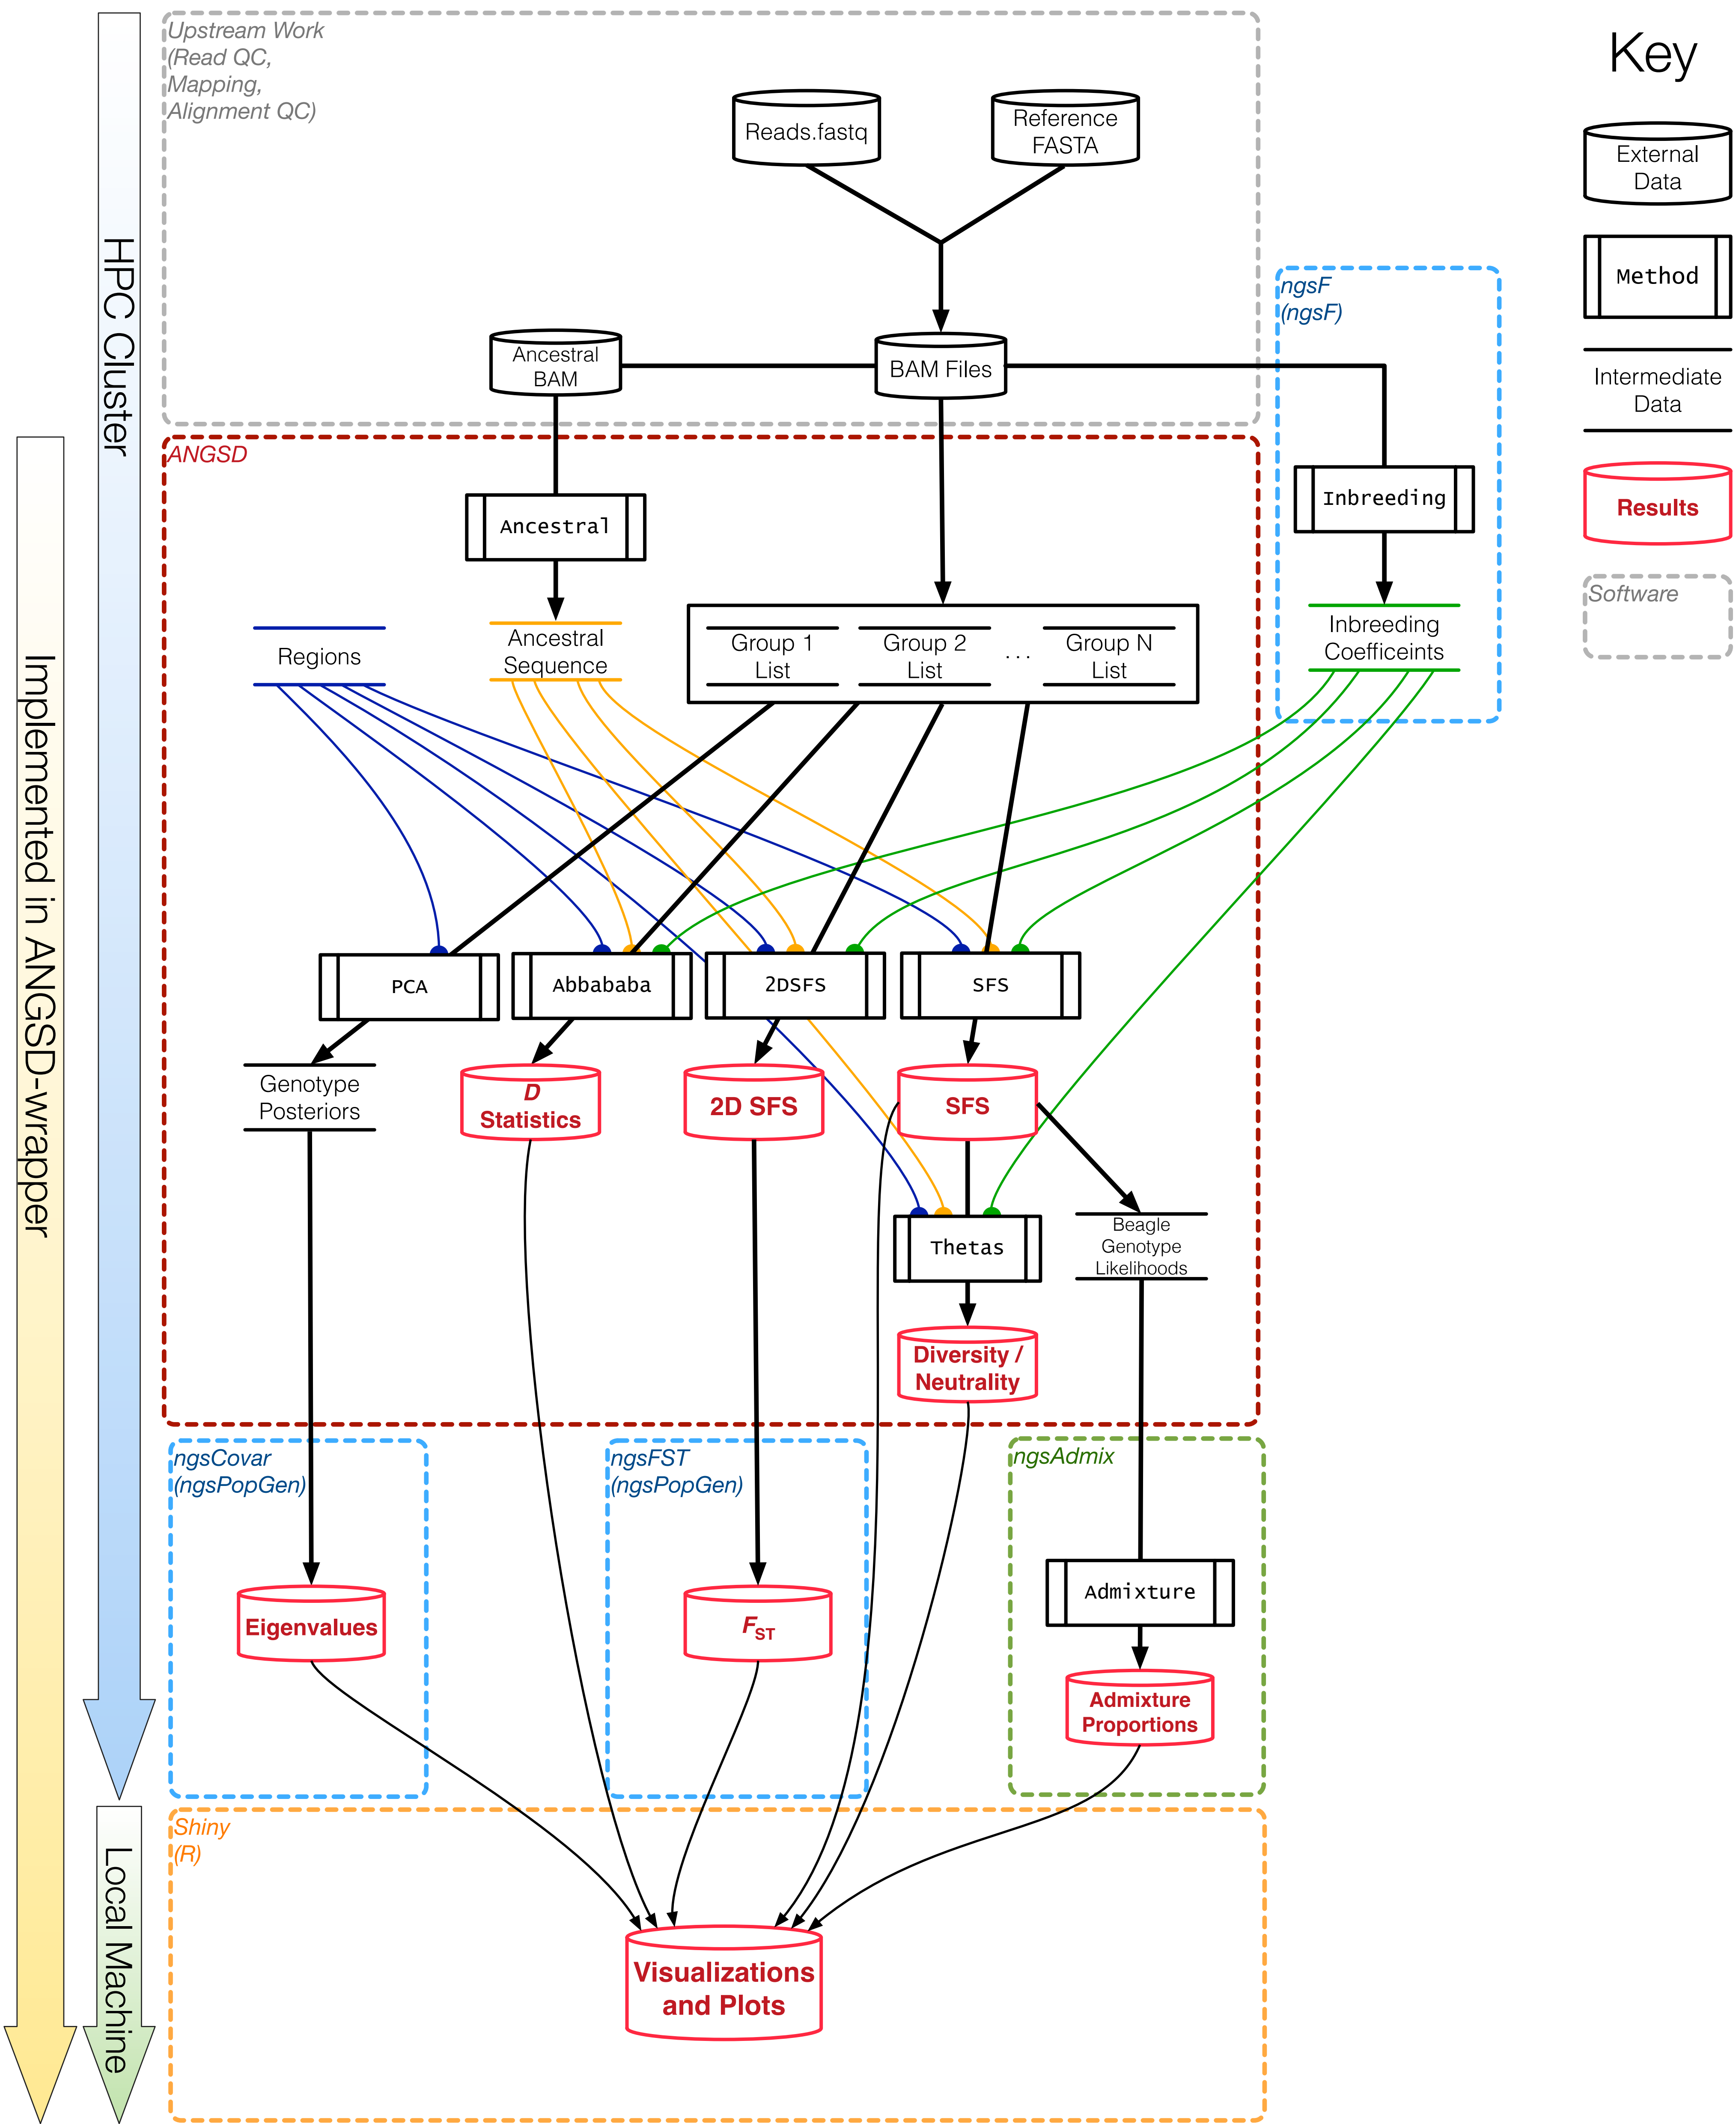 Upstream Work
(Read QC,
Mapping,
Alignment QC)
Reads.fastq
Reference
FASTA
Key
External
Data
Method
Intermediate
Data
Results
Software
HPC Cluster
Ancestral
BAM
BAM Files
ngsF
(ngsF)
Inbreeding
Inbreeding
Coefficeints
ANGSD
Ancestral
Regions
Ancestral
Sequence
Group 1
List
Group 2
List
...
Group N
List
Implemented in ANGSD-wrapper
PCA
Abbababa
2DSFS
SFS
Genotype
Posteriors
D
Statistics
2D SFS
SFS
Thetas
Beagle
Genotype
Likelihoods
Diversity /
Neutrality
ngsCovar
(ngsPopGen)
ngsFST
(ngsPopGen)
ngsAdmix
Eigenvalues
FST
Admixture
Admixture
Proportions
Local Machine
Shiny
(R)
Visualizations
and Plots